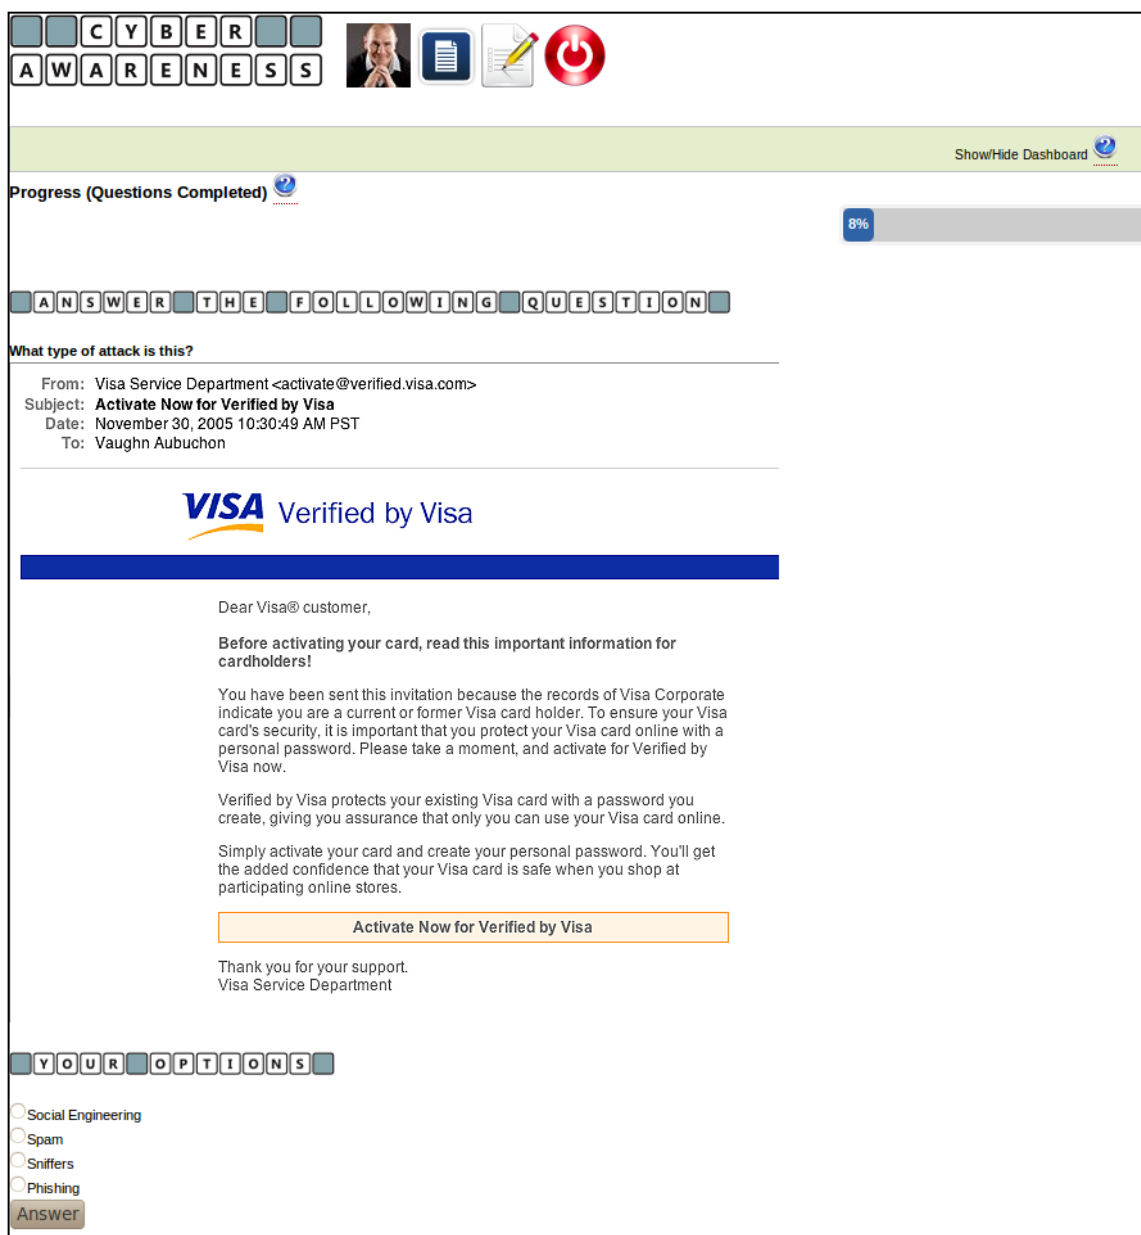 CYBER
AWARENESS
Show/Hide Dashboard
Progress (Questions Completed)
8%
ANSWER THE FOLLOWING QUESTION
What type of attack is this?
From: Visa Service Department <activate@verified.visa.com>
Subject: Activate Now for Verified by Visa
Date: November 30, 2005 10:30:49 AM PST
To: Vaughn Aubuchon
VISA Verified by Visa
Dear Visa® customer,
Before activating your card, read this important information for
cardholders!
You have been sent this invitation because the records of Visa Corporate
indicate you are a current or former Visa card holder. To ensure your Visa
card's security, it is important that you protect your Visa card online with a
personal password. Please take a moment, and activate for Verified by
Visa now.
Verified by Visa protects your existing Visa card with a password you
create, giving you assurance that only you can use your Visa card online.
Simply activate your card and create your personal password. You'll get
the added confidence that your Visa card is safe when you shop at
participating online stores.
Activate Now for Verified by Visa
Thank you for your support.
Visa Service Department
YOUR OPTIONS
Social Engineering
Spam
Sniffers
Phishing
Answer